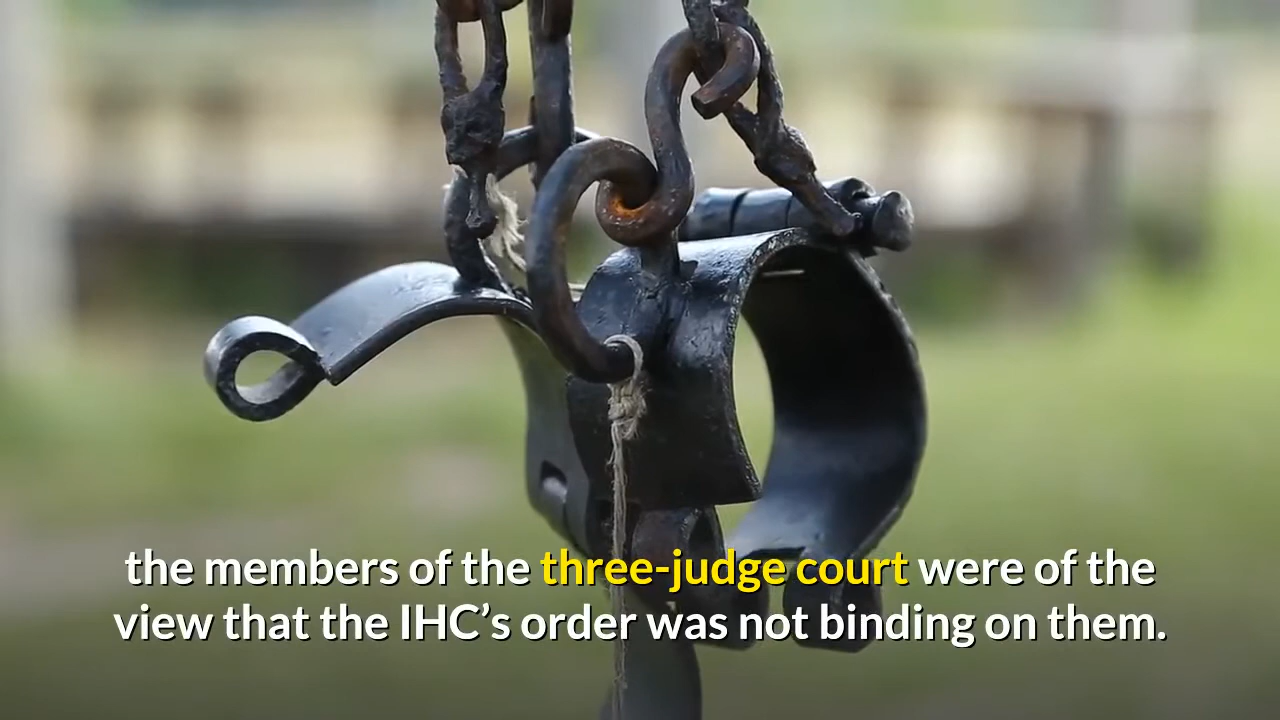 the members of the three-judge court were of the
view that the IHC’s order was not binding on them.